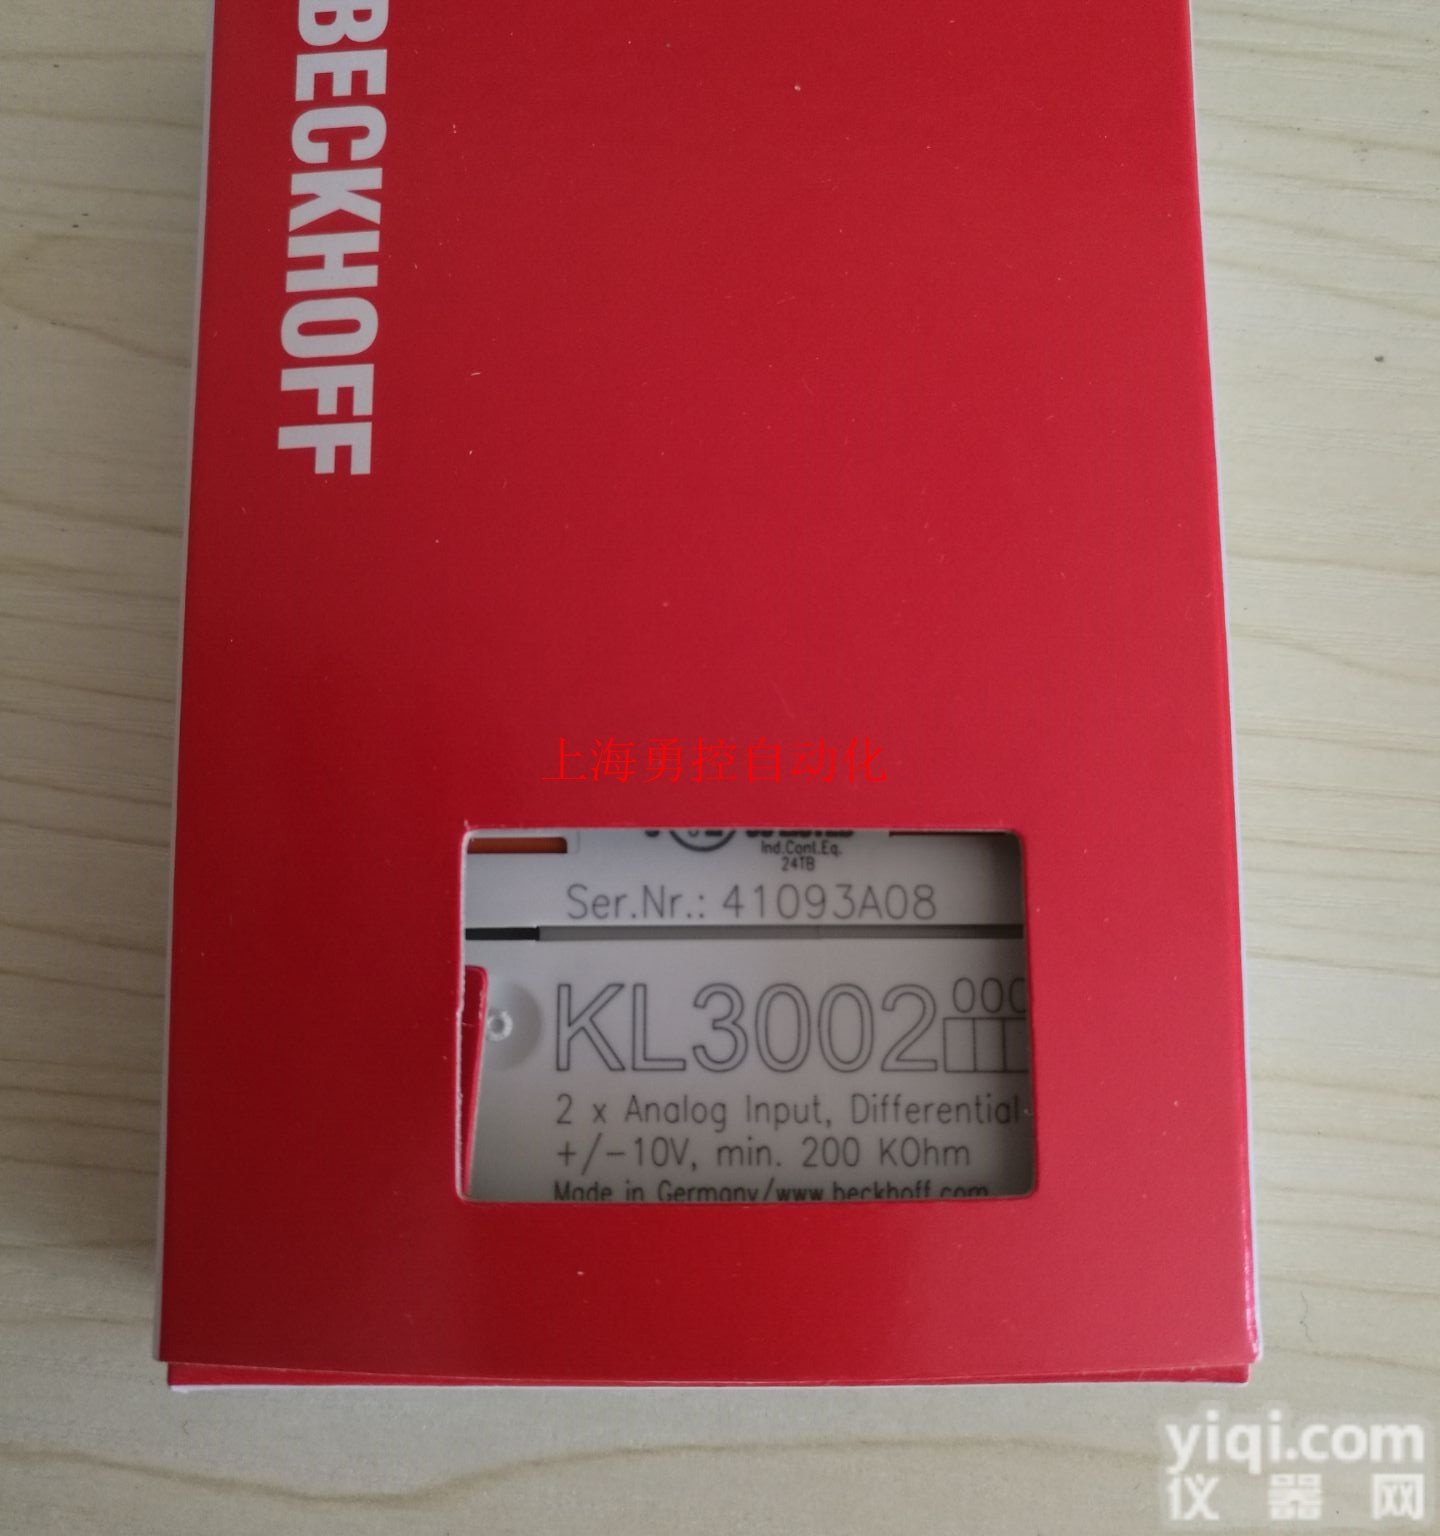 BECKHOFF
上海勇控自动化
Ind.Cont.Eq.
24TB
Ser.Nr.: 41093A08
KL3002
000
2 x Analog Input, Differential
+/-10V, min. 200 KOhm
Made in Germany/www.beckhoff.com
yiqi.com
仪器网